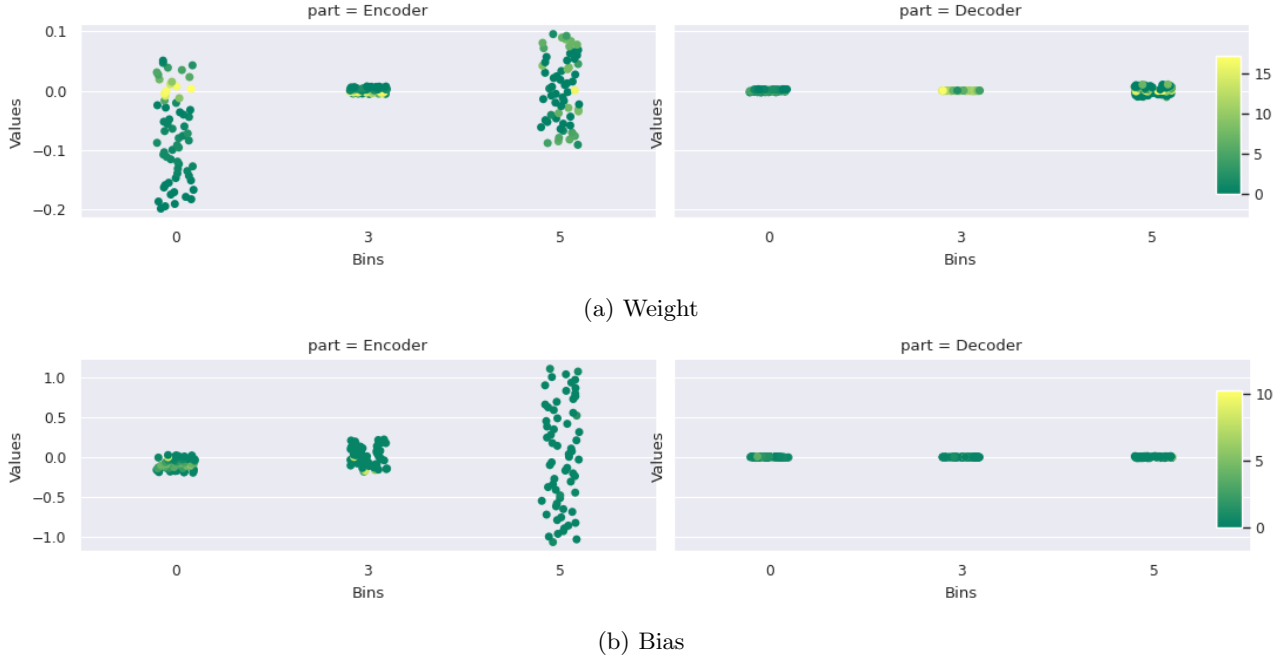 part = Encoder
part = Decoder
Values
0.1
0.0
−0.1
−0.2
0
3
5
Bins
Values
0
3
5
Bins
15
10
5
0
(a) Weight
part = Encoder
part = Decoder
Values
1.0
0.5
0.0
−0.5
−1.0
0
3
5
Bins
Values
0
3
5
Bins
10
5
0
(b) Bias